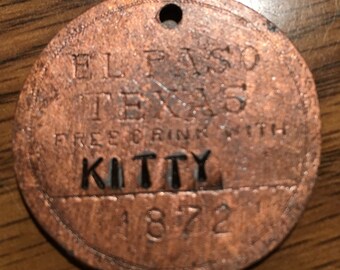 EL PASO
TEXAS
FREE DRINK WITH
KITTY
1872